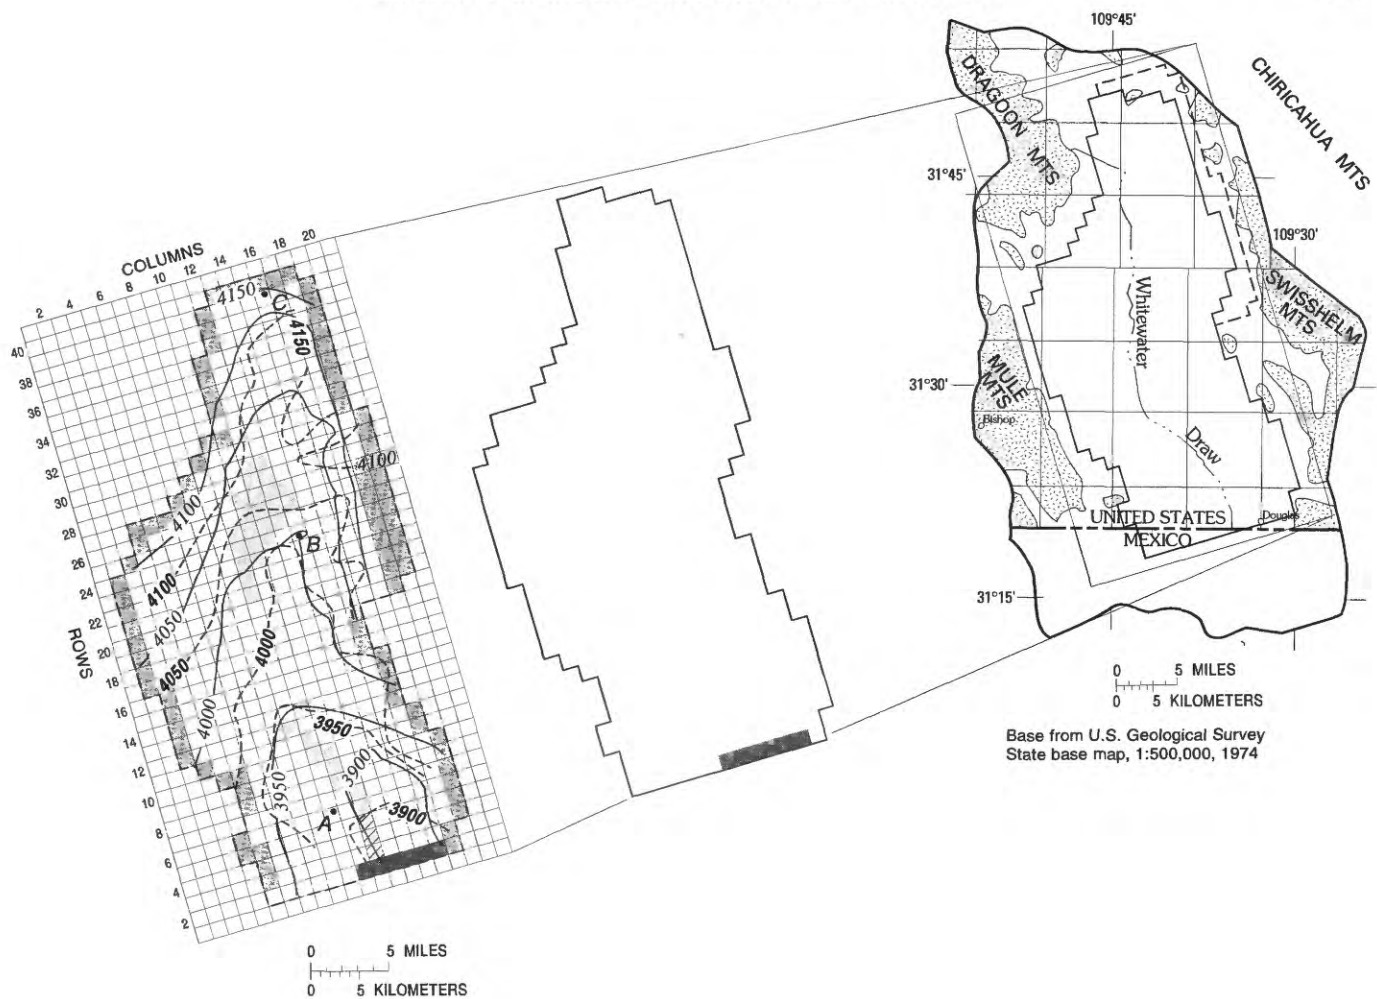 109°45'
CHIRICAHUA MTS
DRAGOON MTS
31°45'
109°30'
SWISSHELM
MTS
Whitewater
31°30'
MULE
MTS
Bishop
Draw
UNITED STATES
Douglas
MEXICO
31°15'
0 5 MILES
0 5 KILOMETERS
Base from U.S. Geological Survey
State base map, 1:500,000, 1974
COLUMNS
2 4 6 8 10 12 14 16 18 20
ROWS
40
38
36
34
32
30
28
26
24
22
20
18
16
14
12
10
8
6
4
2
4150
C
4150
4100
4100
B
4100
4050
4050
4000
4000
3950
3950
3900
3900
A
0 5 MILES
0 5 KILOMETERS